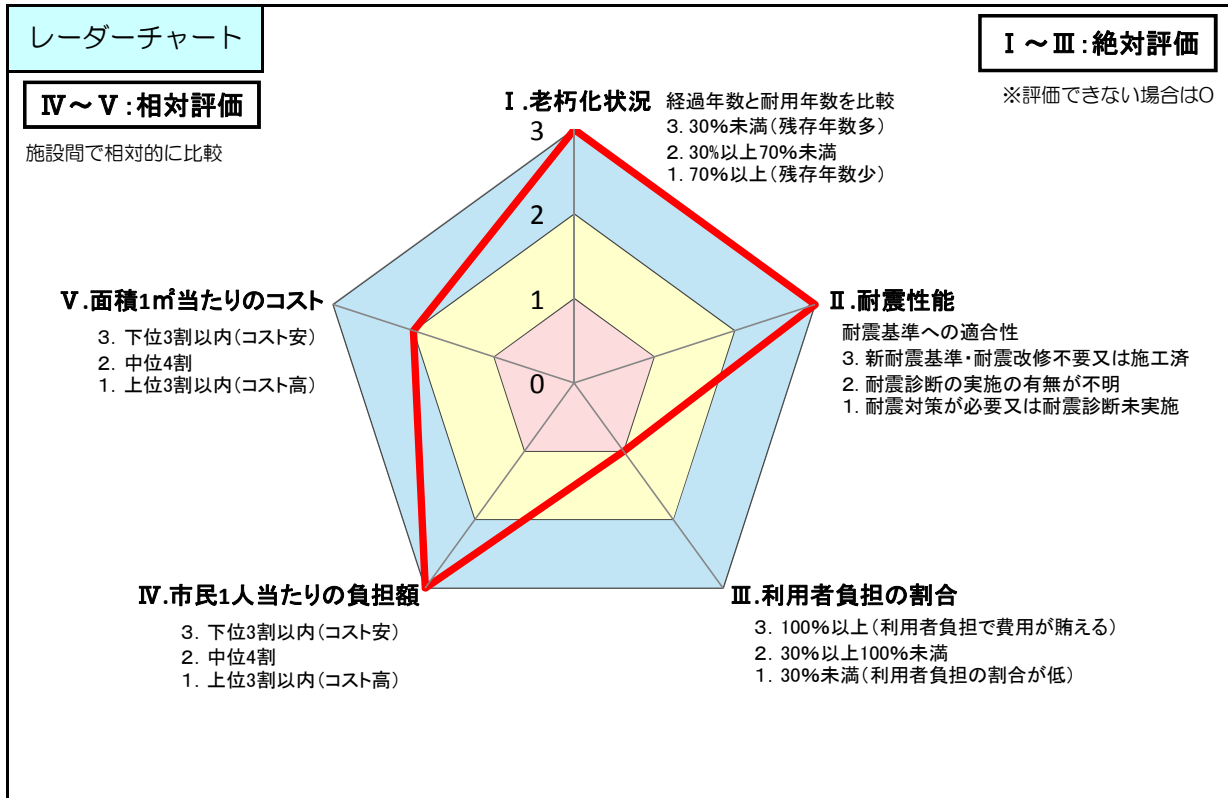 レーダーチャート
Ⅰ～Ⅲ:絶対評価
※評価できない場合は0
Ⅳ～Ⅴ:相対評価
施設間で相対的に比較
Ⅰ.老朽化状況
経過年数と耐用年数を比較
3. 30%未満(残存年数多)
2. 30%以上70%未満
1. 70%以上(残存年数少)
3
2
1
0
Ⅱ.耐震性能
耐震基準への適合性
3. 新耐震基準・耐震改修不要又は施工済
2. 耐震診断の実施の有無が不明
1. 耐震対策が必要又は耐震診断未実施
Ⅴ.面積1㎡当たりのコスト
3. 下位3割以内(コスト安)
2. 中位4割
1. 上位3割以内(コスト高)
Ⅳ.市民1人当たりの負担額
3. 下位3割以内(コスト安)
2. 中位4割
1. 上位3割以内(コスト高)
Ⅲ.利用者負担の割合
3. 100%以上(利用者負担で費用が賄える)
2. 30%以上100%未満
1. 30%未満(利用者負担の割合が低)